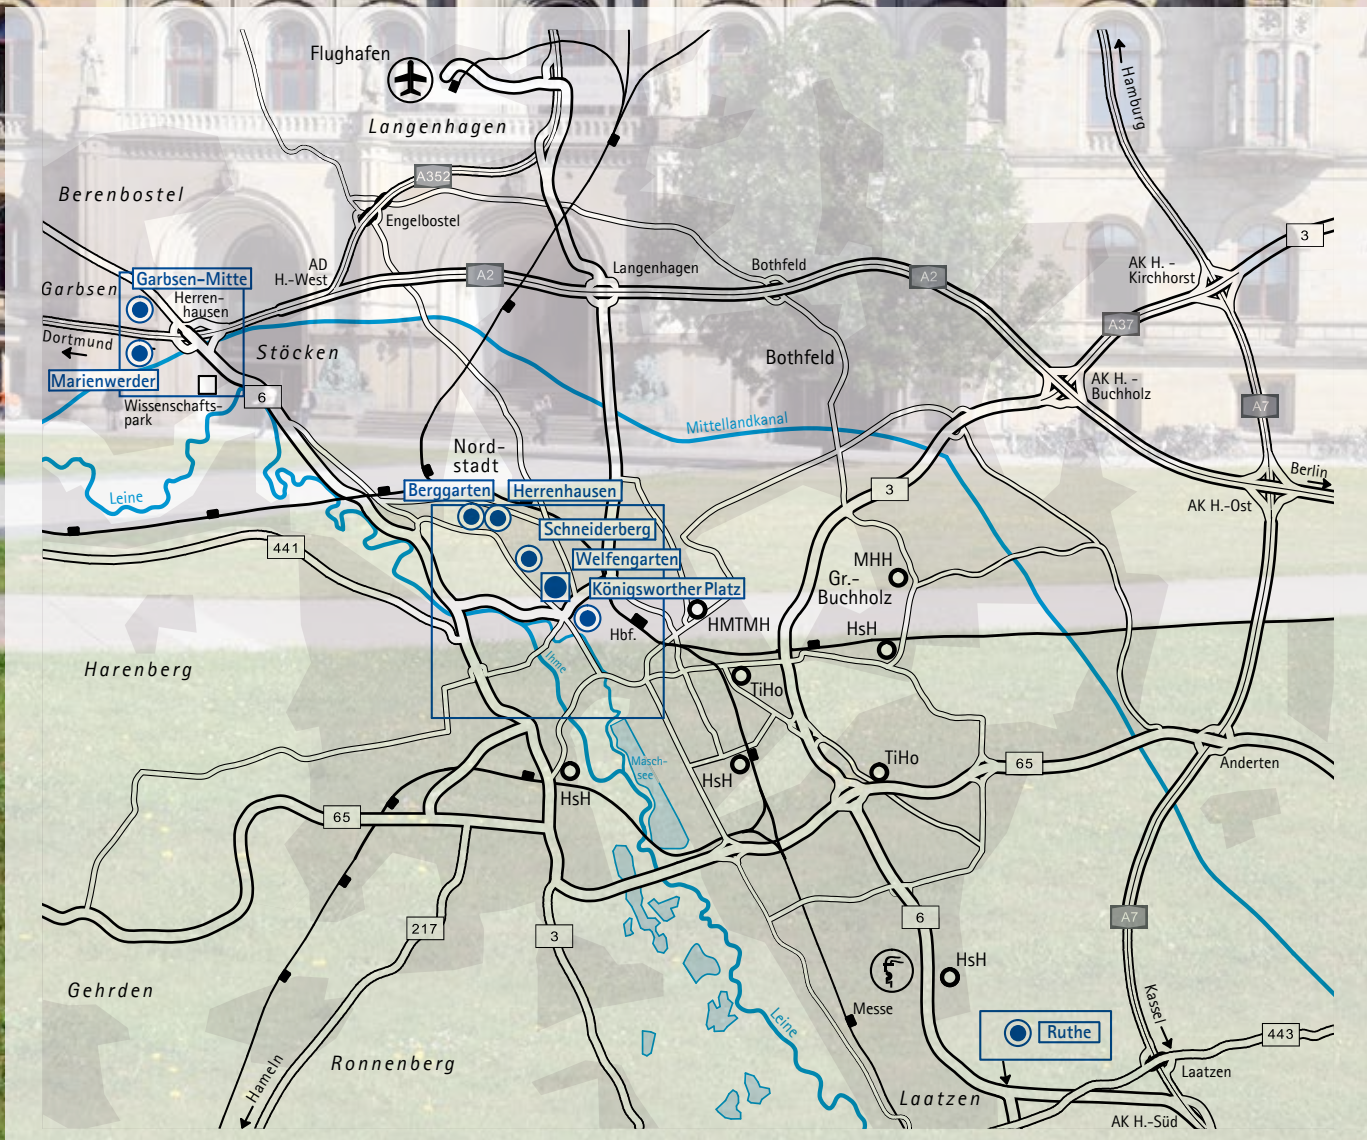 Flughafen
Langenhagen
Hamburg
A352
Berenbostel
Engelbostel
3
AD
H.-West
A2
Langenhagen
Bothfeld
A2
AK H. -
Kirchhorst
Garbsen-Mitte
Garbsen
Herren-
hausen
A37
Dortmund
Stöcken
Bothfeld
Marienwerder
AK H. -
Buchholz
6
Wissenschafts-
park
A7
Mittellandkanal
Nord-
stadt
Berlin
Leine
Berggarten
Herrenhausen
3
AK H.-Ost
Schneiderberg
441
Welfengarten
MHH
Gr.-
Buchholz
Königsworther Platz
HMTMH
Hbf.
HsH
Harenberg
Ihme
TiHo
Masch-
see
HsH
TiHo
65
Anderten
HsH
65
217
3
6
A7
HsH
Gehrden
Messe
Leine
Kassel
Ruthe
443
Hameln
Ronnenberg
Laatzen
Laatzen
AK H.-Süd